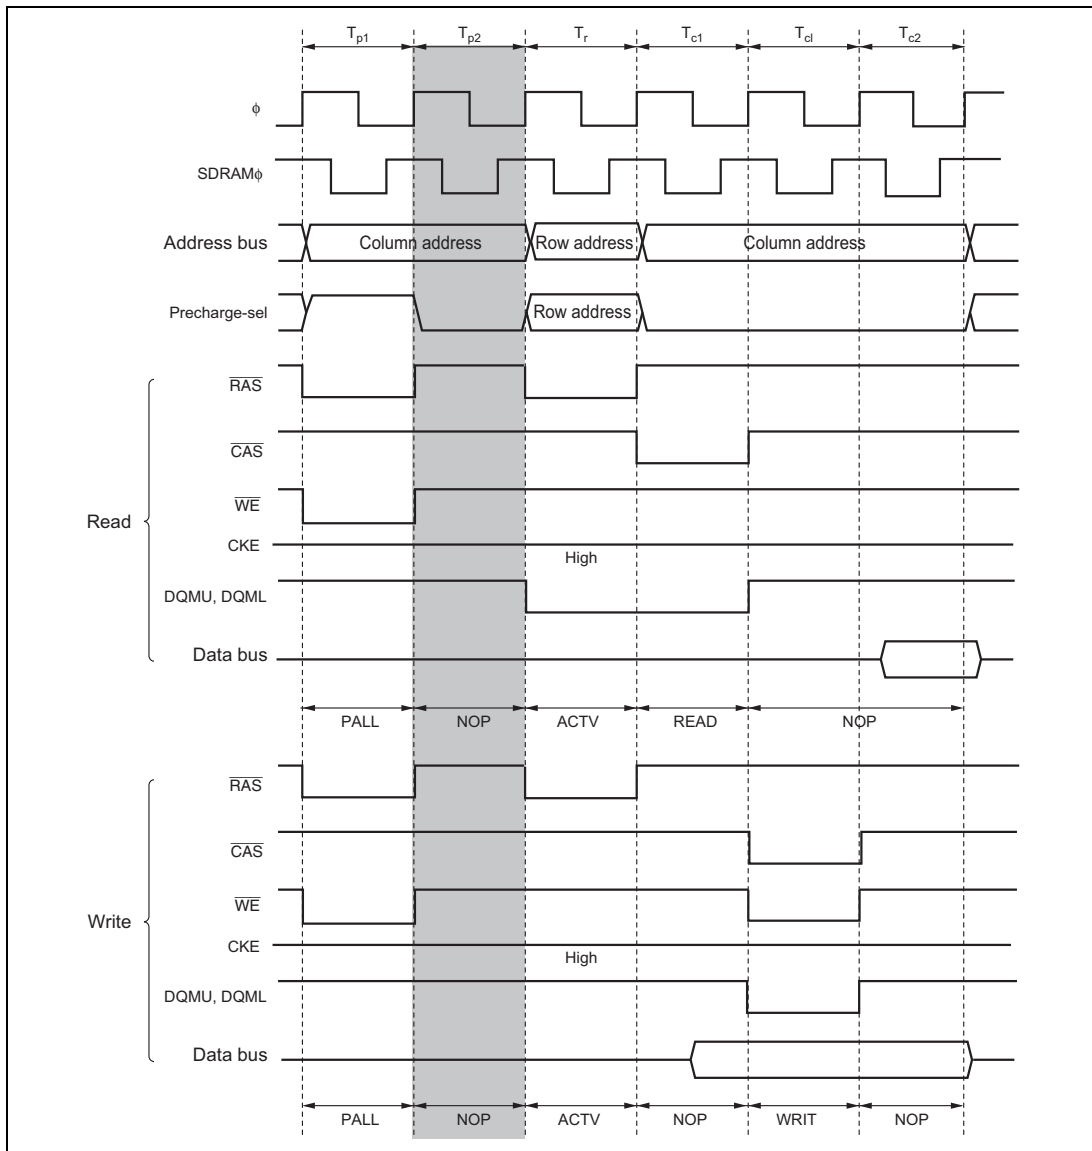 Tp1 Tp2 Tr Tc1 Tcl Tc2
ϕ
SDRAMϕ
Address bus Column address Row address Column address
Precharge-sel Row address
Read
RAS
CAS
WE
CKE High
DQMU, DQML
Data bus
PALL NOP ACTV READ NOP
Write
RAS
CAS
WE
CKE High
DQMU, DQML
Data bus
PALL NOP ACTV NOP WRIT NOP